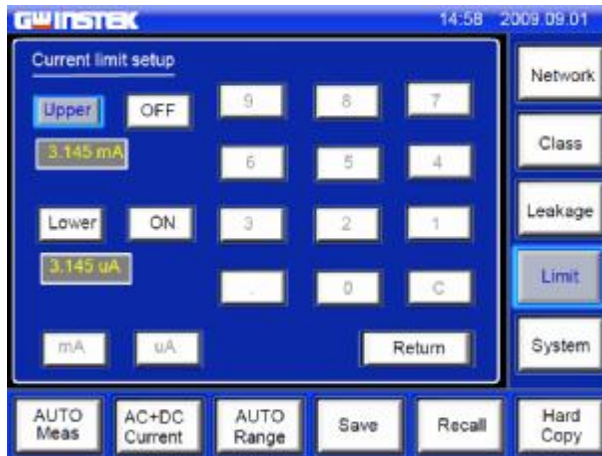 GWINSTEK 14:58 2009.09.01
Current limit setup
Upper OFF 9 8 7
3.145 mA 6 5 4
Lower ON 3 2 1
3.145 uA . 0 C
mA uA Return
Network
Class
Leakage
Limit
System
AUTO
Meas
AC+DC
Current
AUTO
Range
Save
Recall
Hard
Copy